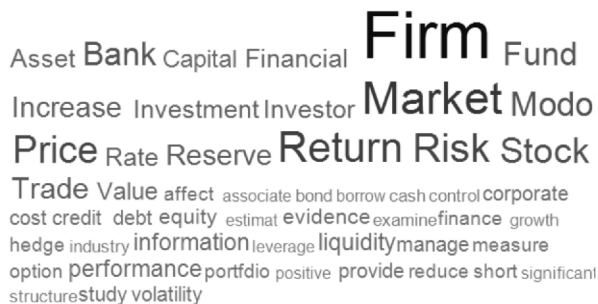 Asset Bank Capital Financial Firm Fund
Increase Investment Investor Market Modo
Price Rate Reserve Return Risk Stock
Trade Value affect associate bond borrow cash control corporate
cost credit debt equity estimat evidence examine finance growth
hedge industry information leverage liquidity manage measure
option performance portfdio positive provide reduce short significant
structure study volatility